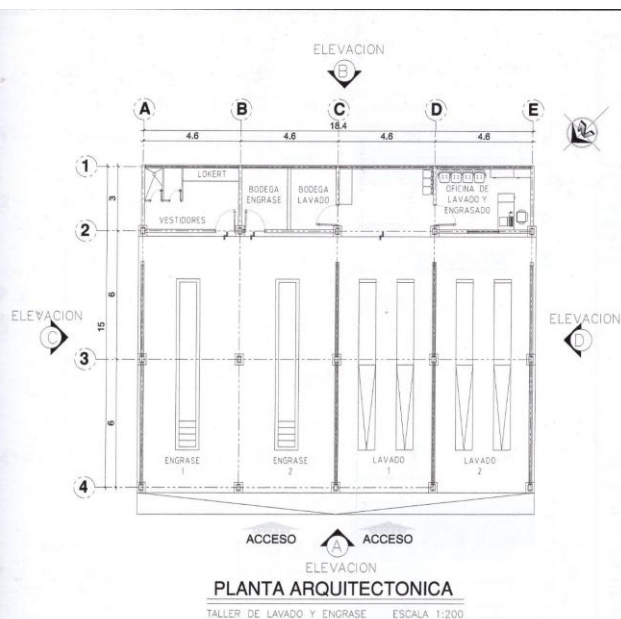 ELEVACION
B
A B C D E
18.4
4.6 4.6 4.6 4.6
N
1
3
LOKERT
BODEGA
ENGRASE
BODEGA
LAVADO
OFICINA DE
LAVADO Y
ENGRASADO
VESTIDORES
2
6
ELEVACION
C
15
3
ELEVACION
D
6
ENGRASE
1
ENGRASE
2
LAVADO
1
LAVADO
2
4
ACCESO
A
ACCESO
ELEVACION
PLANTA ARQUITECTONICA
TALLER DE LAVADO Y ENGRASE ESCALA 1:200